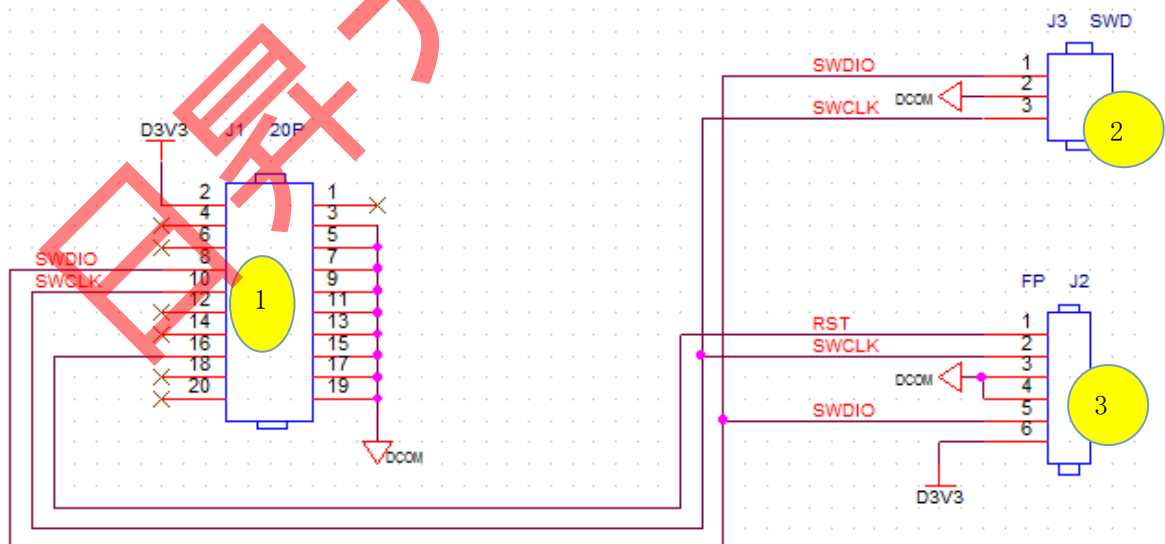 J3 SWD
SWDIO 1
DCOM 2
SWCLK 3
2
D3V3 J1 20P
2 1
4 3
6 5
SWDIO 8 7
SWCLK 10 9
12 11
14 13
16 15
18 17
20 19
1
DCOM
FP J2
RST 1
SWCLK 2
DCOM 3
4
SWDIO 5
6
3
D3V3
日昇